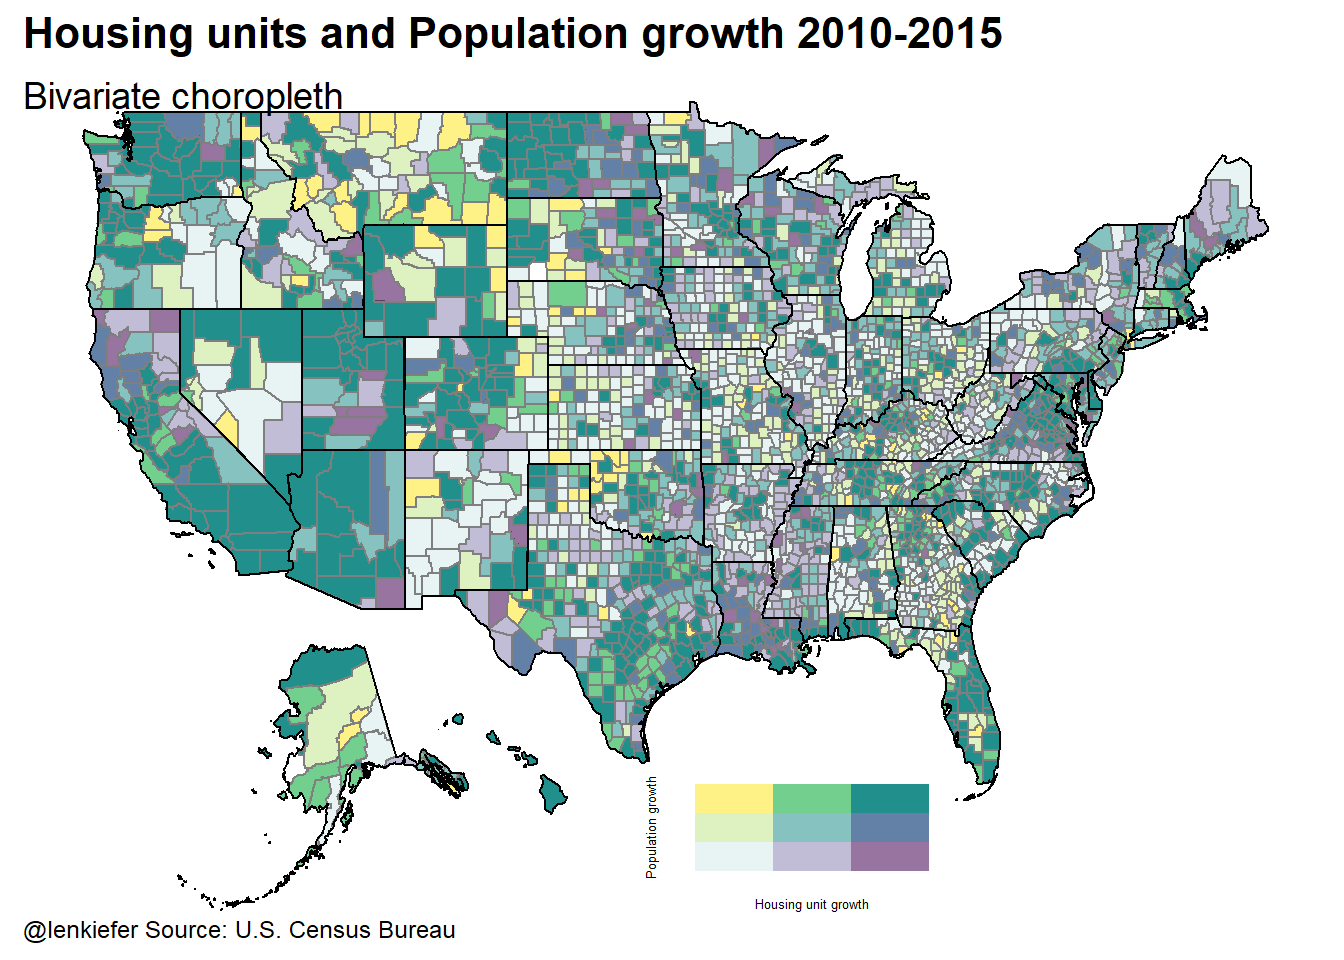 Housing units and Population growth 2010-2015
Bivariate choropleth
Population growth
Housing unit growth
@lenkiefer Source: U.S. Census Bureau